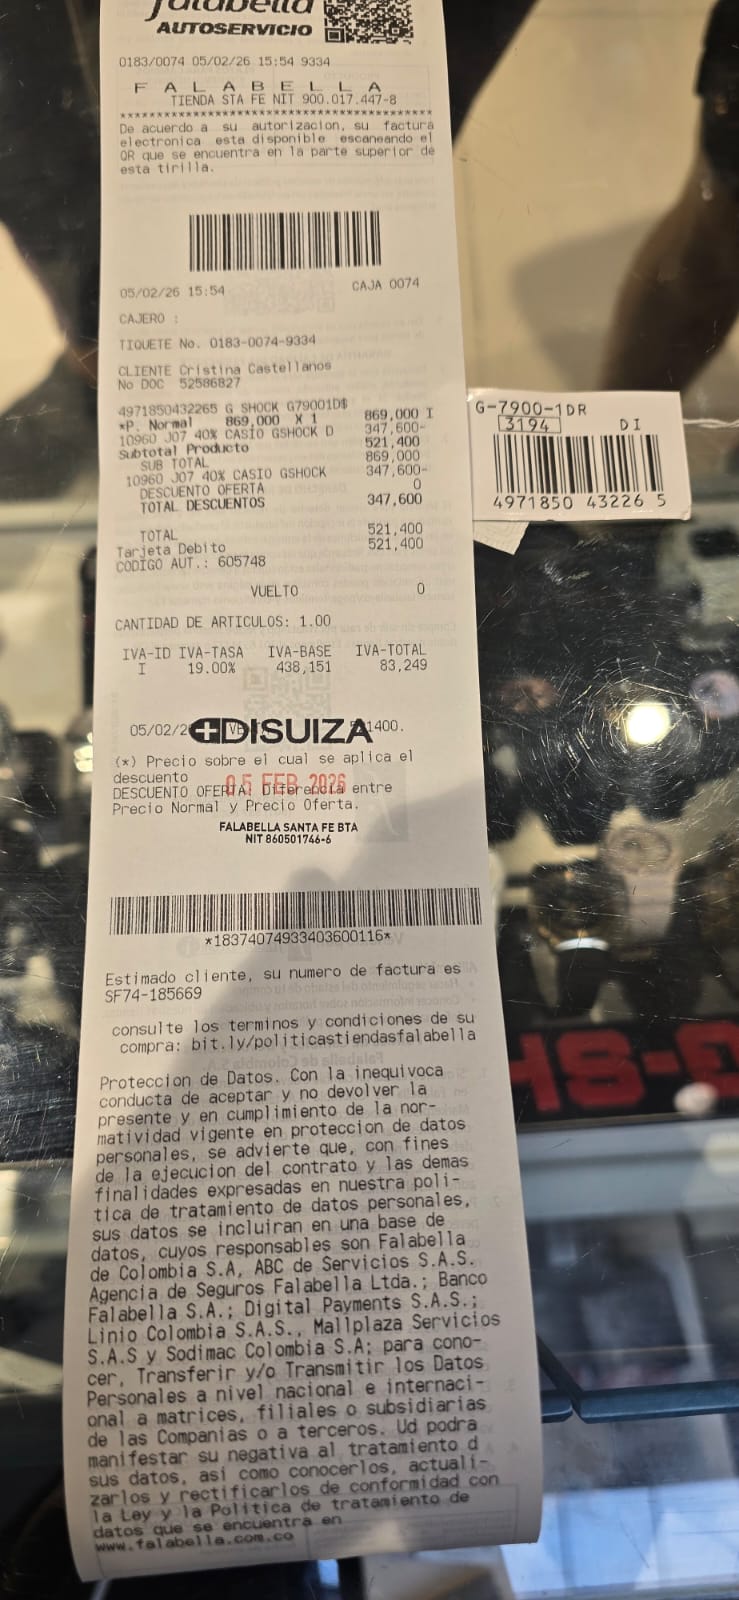 falabella
AUTOSERVICIO
0183/0074 05/02/26 15:54 9334
F A L A B E L L A
TIENDA STA FE NIT 900.017.447-8
****************************************
De acuerdo a su autorizacion, su factura
electronica esta disponible escaneando el
QR que se encuentra en la parte superior de
esta tirilla.
05/02/26 15:54 CAJA 0074
CAJERO :
TIQUETE No. 0183-0074-9334
CLIENTE Cristina Castellanos
No DOC 52586827
4971850432265 G SHOCK G79001D$
*P. Normal 869,000 X 1 869,000 I
10960 J07 40% CASIO GSHOCK D 347,600-
Subtotal Producto 521,400
SUB TOTAL 869,000
10960 J07 40% CASIO GSHOCK 347,600-
DESCUENTO OFERTA 0
TOTAL DESCUENTOS 347,600
TOTAL 521,400
Tarjeta Debito 521,400
CODIGO AUT.: 605748
VUELTO 0
CANTIDAD DE ARTICULOS: 1.00
IVA-ID IVA-TASA IVA-BASE IVA-TOTAL
I 19.00% 438,151 83,249
05/02/2 1400.
DISUIZA
(*) Precio sobre el cual se aplica el
descuento
05 FEB 2026
DESCUENTO OFERTA: Diferencia entre
Precio Normal y Precio Oferta.
FALABELLA SANTA FE BTA
NIT 860501746-6
*18374074933403600116*
Estimado cliente, su numero de factura es
SF74-185669
consulte los terminos y condiciones de su
compra: bit.ly/politicastiendasfalabella
Proteccion de Datos. Con la inequivoca
conducta de aceptar y no devolver la
presente y en cumplimiento de la nor-
matividad vigente en proteccion de datos
personales, se advierte que, con fines
de la ejecucion del contrato y las demas
finalidades expresadas en nuestra poli-
tica de tratamiento de datos personales,
sus datos se incluiran en una base de
datos, cuyos responsables son Falabella
de Colombia S.A, ABC de Servicios S.A.S.
Agencia de Seguros Falabella Ltda.; Banco
Falabella S.A.; Digital Payments S.A.S.;
Linio Colombia S.A.S., Mallplaza Servicios
S.A.S y Sodimac Colombia S.A; para cono-
cer, Transferir y/o Transmitir los Datos
Personales a nivel nacional e internaci-
onal a matrices, filiales o subsidiarias
de las Companias o a terceros. Ud podra
manifestar su negativa al tratamiento d
sus datos, asi como conocerlos, actuali-
zarlos y rectificarlos de conformidad con
la Ley y la Politica de tratamiento de
datos que se encuentra en
www.falabella.com.co
G-7900-1DR
3194 DI
4971850 43226 5
G-SH